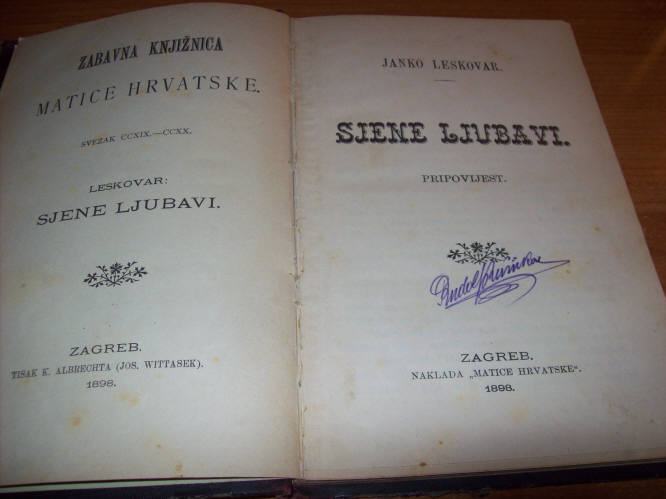 ZABAVNA KNJIŽNICA
MATICE HRVATSKE.
SVEZAK CCXIX.—CCXX.
LESKOVAR:
SJENE LJUBAVI.
ZAGREB.
TISAK K. ALBRECHTA (JOS. WITTASEK).
1898.
JANKO LESKOVAR.
SJENE LJUBAVI.
PRIPOVIJEST.
Rudolf
ZAGREB.
NAKLADA „MATICE HRVATSKE“.
1898.